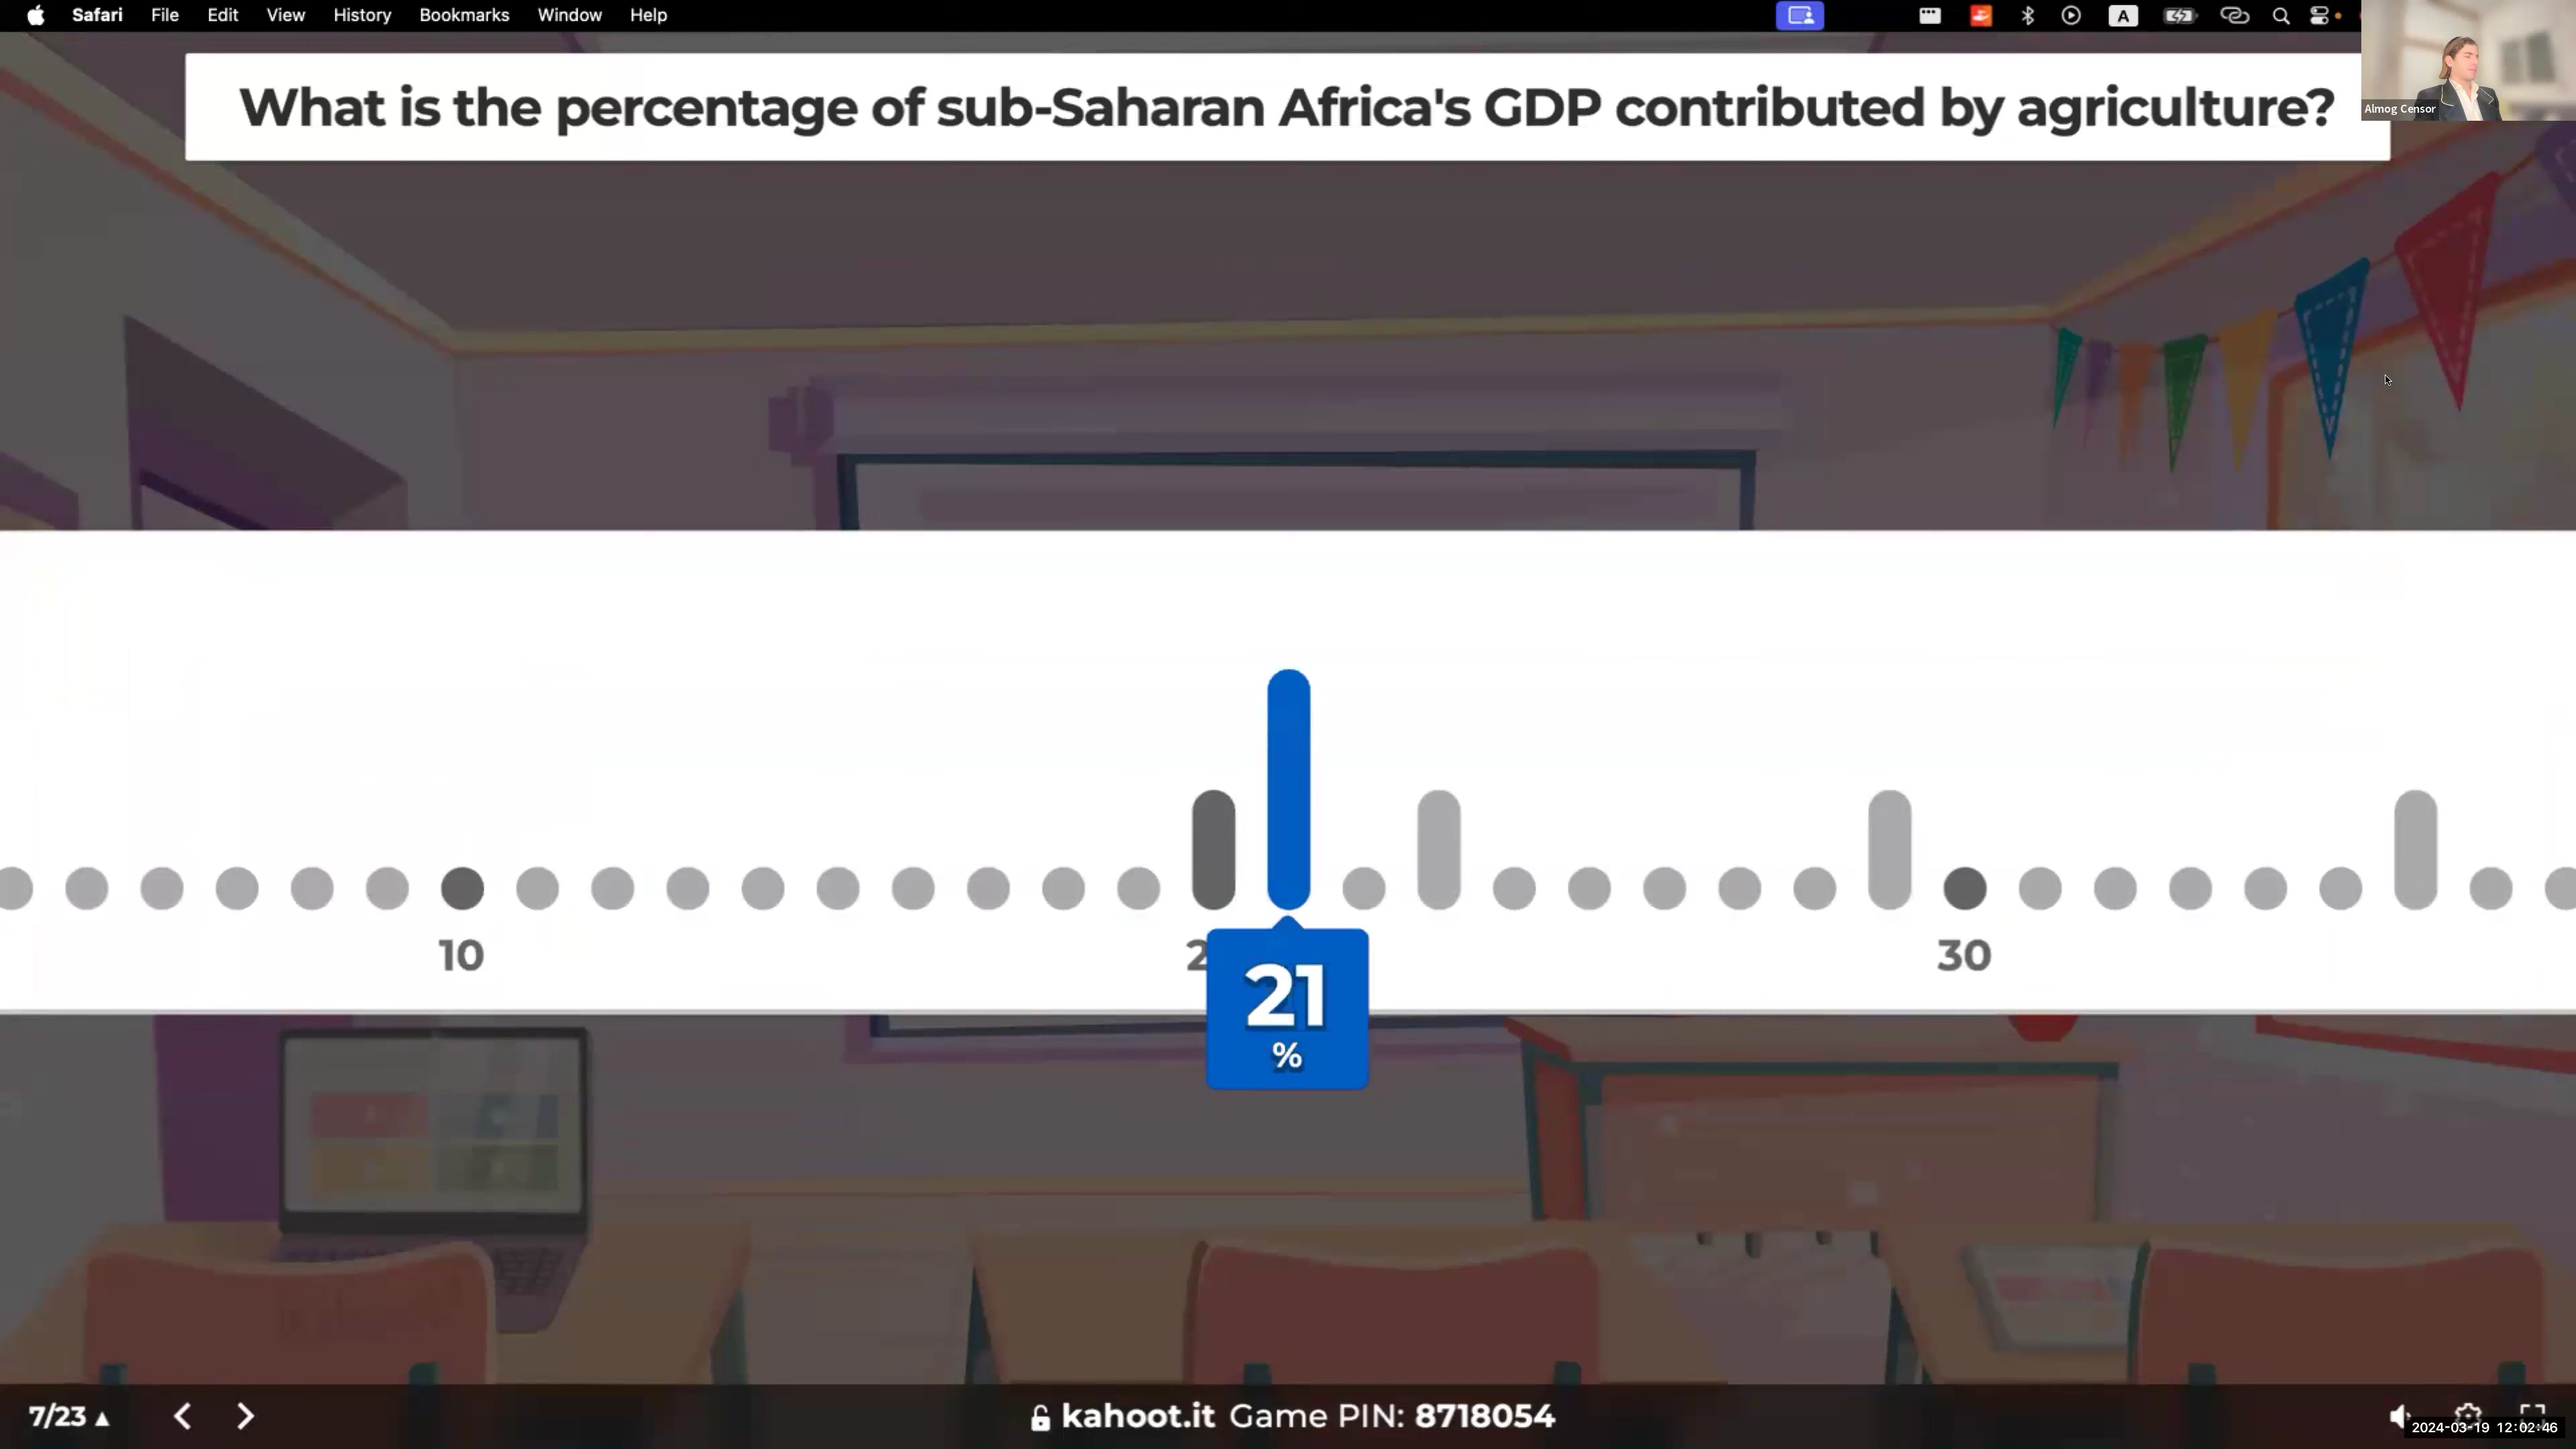 Safari File Edit View History Bookmarks Window Help
A
What is the percentage of sub-Saharan Africa's GDP contributed by agriculture?
Almog Censor
10
2
30
21
%
7/23
kahoot.it Game PIN: 8718054
2024-03-19 12:02:46